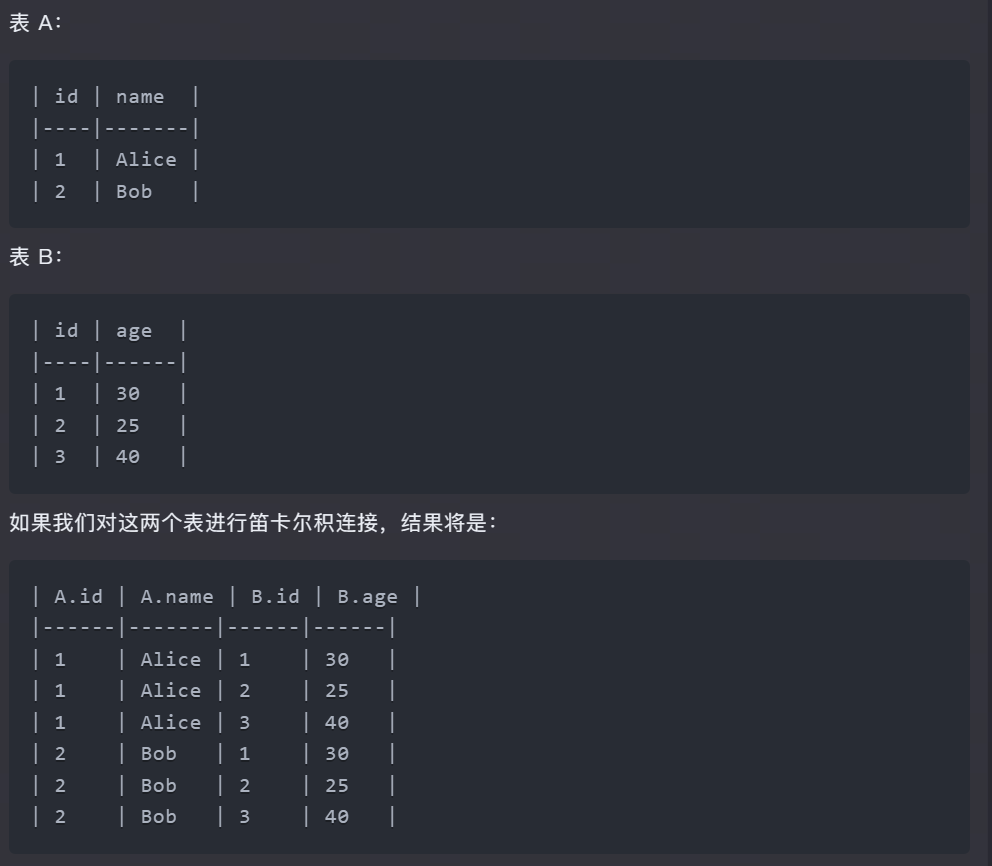 表 A:
| id | name  |
|----|-------|
| 1  | Alice |
| 2  | Bob   |
表 B:
| id | age  |
|----|------|
| 1  | 30   |
| 2  | 25   |
| 3  | 40   |
如果我们对这两个表进行笛卡尔积连接，结果将是：
| A.id | A.name | B.id | B.age |
|------|-------|------|------|
| 1    | Alice | 1    | 30   |
| 1    | Alice | 2    | 25   |
| 1    | Alice | 3    | 40   |
| 2    | Bob   | 1    | 30   |
| 2    | Bob   | 2    | 25   |
| 2    | Bob   | 3    | 40   |